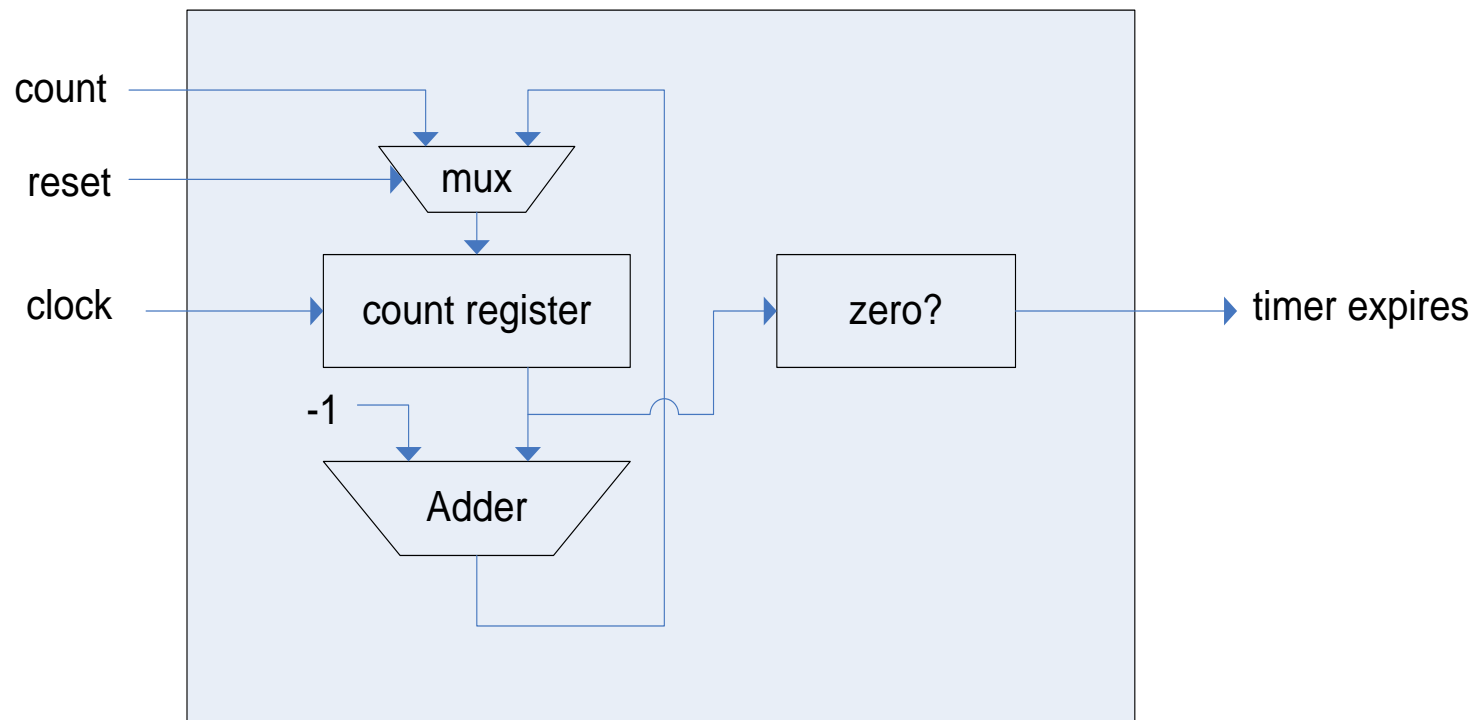 count
reset
mux
clock
count register
zero?
timer expires
-1
Adder